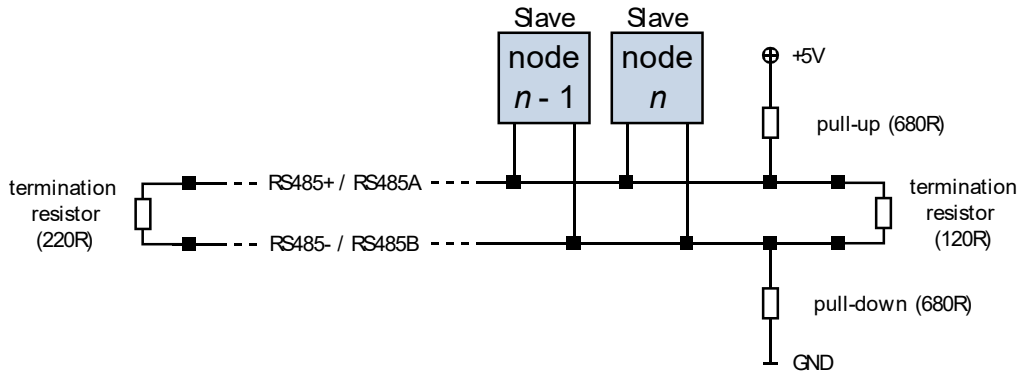 Slave
node
n - 1
Slave
node
n
+5V
pull-up (680R)
termination
resistor
(220R)
RS485+ / RS485A
RS485- / RS485B
termination
resistor
(120R)
pull-down (680R)
GND